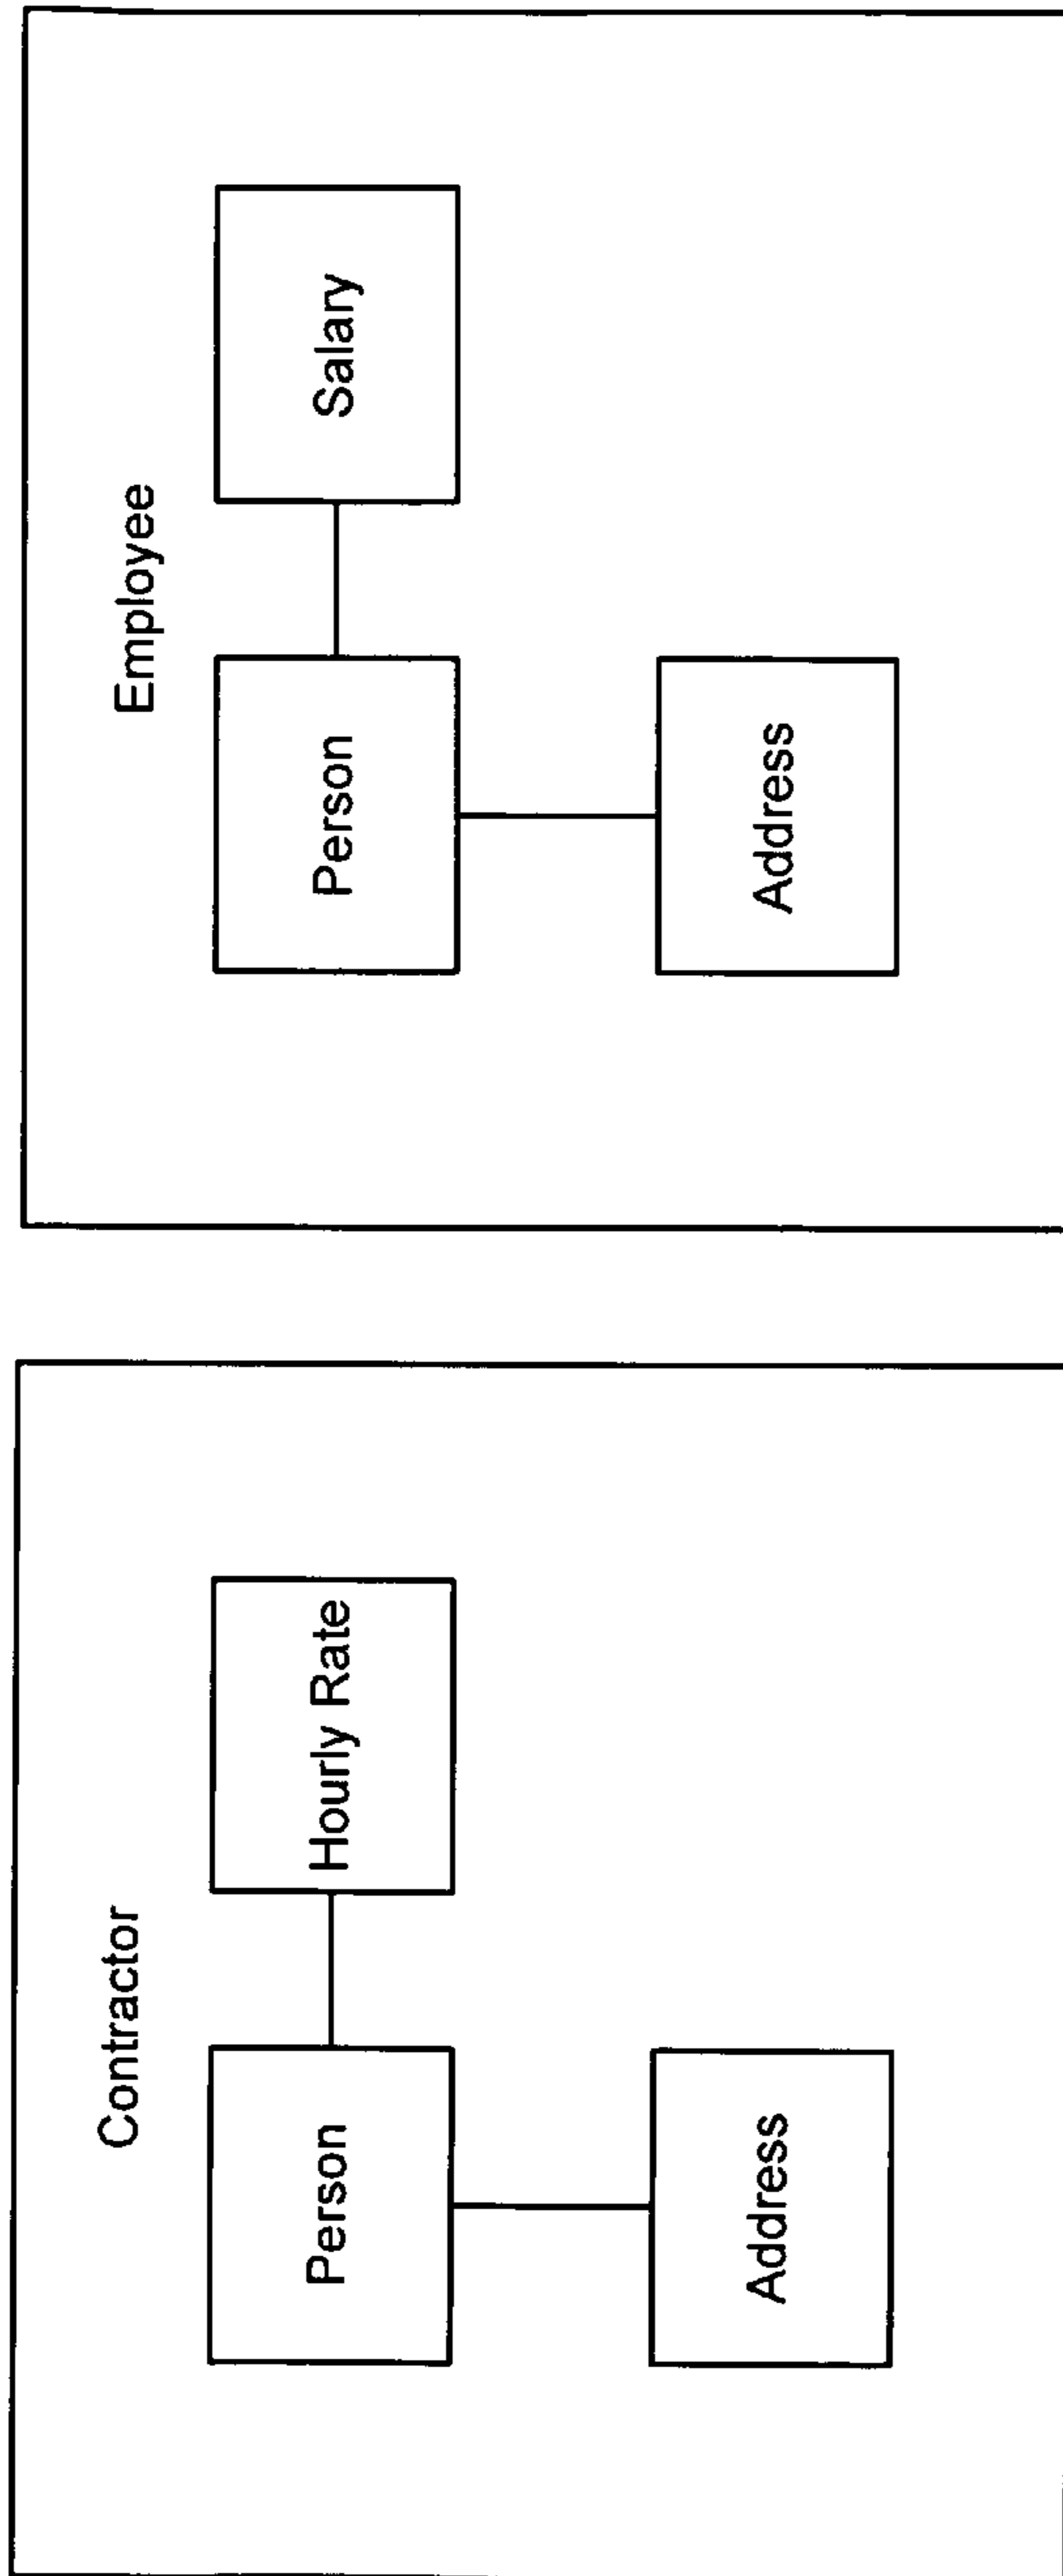 Contractor
Person
Hourly Rate
Address
Employee
Person
Salary
Address